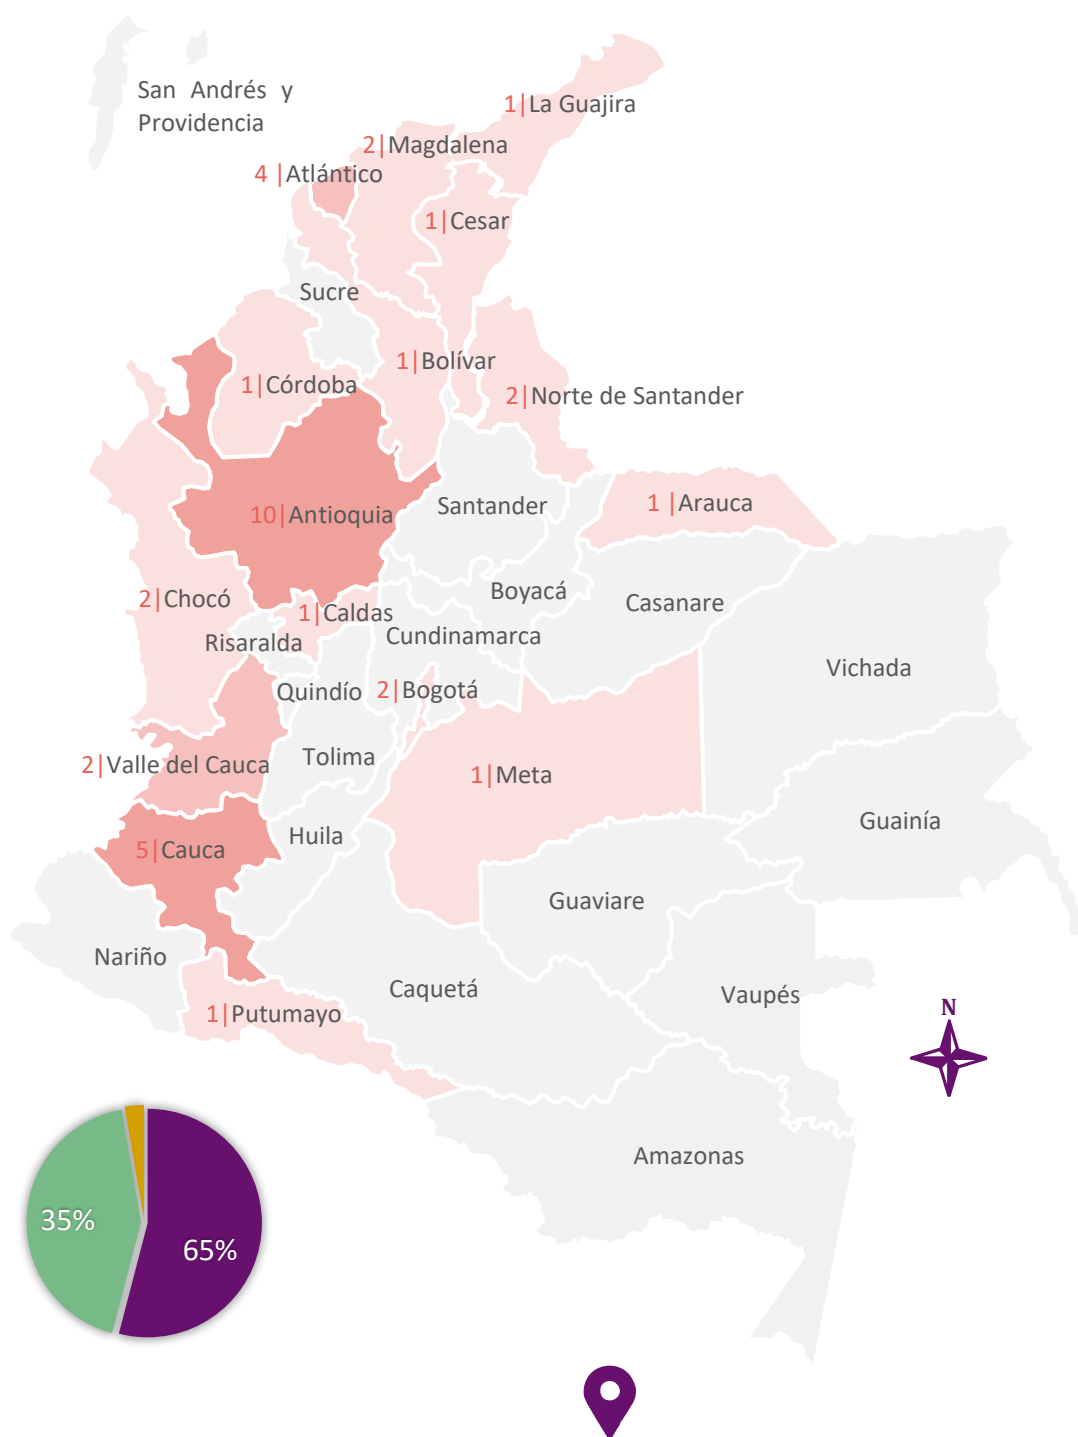 San Andrés y
Providencia
1|La Guajira
2|Magdalena
4 |Atlántico
1|Cesar
Sucre
1|Bolívar
1|Córdoba
2|Norte de Santander
Santander
1 |Arauca
10|Antioquia
Boyacá
2|Chocó
Casanare
1|Caldas
Cundinamarca
Risaralda
Vichada
Quindío
2|Bogotá
Tolima
2|Valle del Cauca
1|Meta
Guainía
Huila
5|Cauca
Guaviare
Nariño
Caquetá
Vaupés
1|Putumayo
N
Amazonas
35%
65%